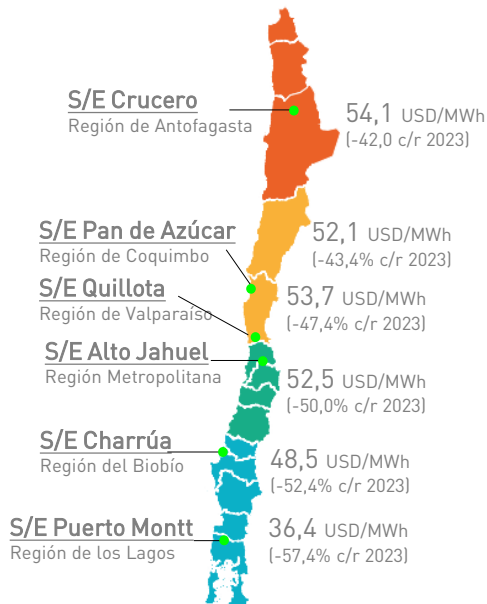 S/E Crucero
Región de Antofagasta
54,1 USD/MWh
(-42,0 c/r 2023)
S/E Pan de Azúcar
Región de Coquimbo
52,1 USD/MWh
(-43,4% c/r 2023)
S/E Quillota
Región de Valparaíso
53,7 USD/MWh
(-47,4% c/r 2023)
S/E Alto Jahuel
Región Metropolitana
52,5 USD/MWh
(-50,0% c/r 2023)
S/E Charrúa
Región del Biobío
48,5 USD/MWh
(-52,4% c/r 2023)
S/E Puerto Montt
Región de los Lagos
36,4 USD/MWh
(-57,4% c/r 2023)